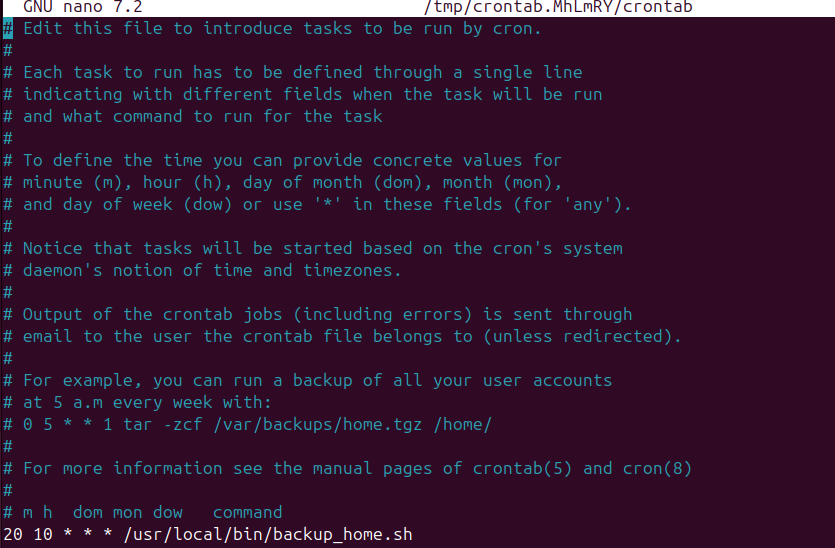 GNU nano 7.2 /tmp/crontab.MhLmRY/crontab
# Edit this file to introduce tasks to be run by cron.
#
# Each task to run has to be defined through a single line
# indicating with different fields when the task will be run
# and what command to run for the task
#
# To define the time you can provide concrete values for
# minute (m), hour (h), day of month (dom), month (mon),
# and day of week (dow) or use '*' in these fields (for 'any').
#
# Notice that tasks will be started based on the cron's system
# daemon's notion of time and timezones.
#
# Output of the crontab jobs (including errors) is sent through
# email to the user the crontab file belongs to (unless redirected).
#
# For example, you can run a backup of all your user accounts
# at 5 a.m every week with:
# 0 5 * * 1 tar -zcf /var/backups/home.tgz /home/
#
# For more information see the manual pages of crontab(5) and cron(8)
#
# m h  dom mon dow   command
20 10 * * * /usr/local/bin/backup_home.sh